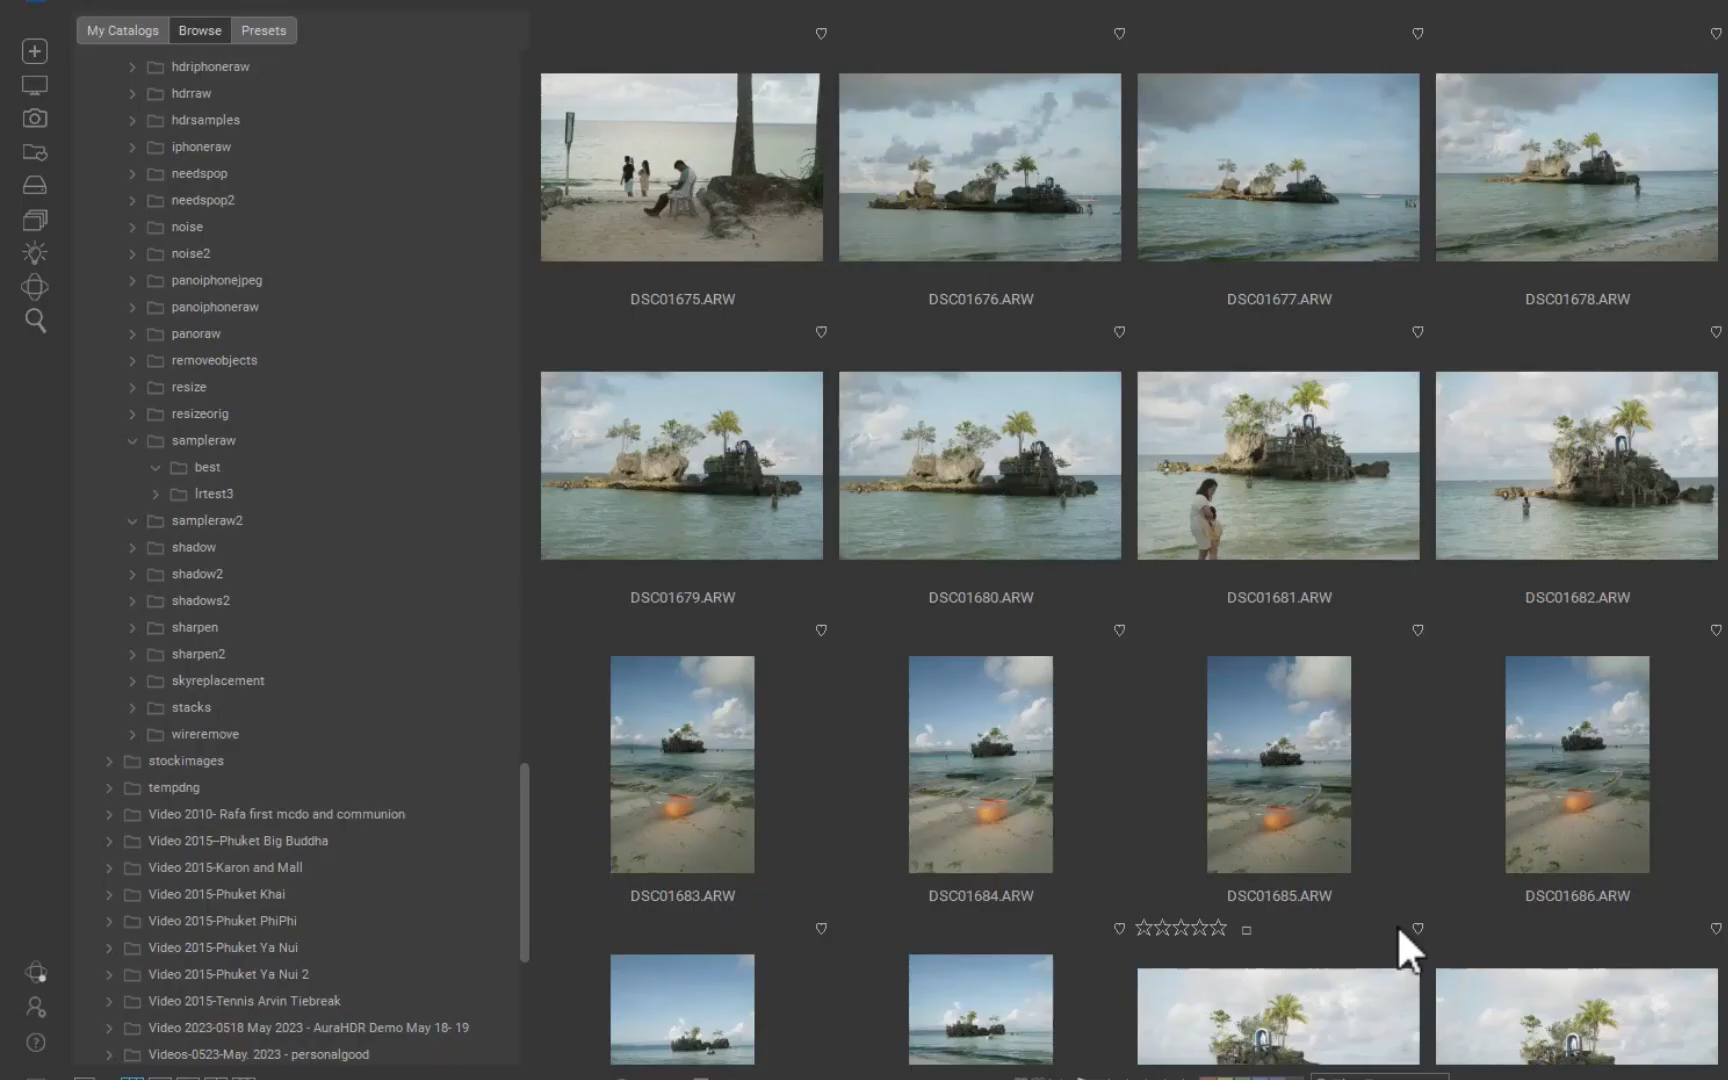 My Catalogs Browse Presets
hdriphoneraw
hdrraw
hdrsamples
iphoneraw
needspop
needspop2
noise
noise2
panoiphonejpeg
panoiphoneraw
panoraw
removeobjects
resize
resizeorig
sampleraw
best
lrtest3
sampleraw2
shadow
shadow2
shadows2
sharpen
sharpen2
skyreplacement
stacks
wireremove
stockimages
tempdng
Video 2010- Rafa first mcdo and communion
Video 2015--Phuket Big Buddha
Video 2015-Karon and Mall
Video 2015-Phuket Khai
Video 2015-Phuket PhiPhi
Video 2015-Phuket Ya Nui
Video 2015-Phuket Ya Nui 2
Video 2015-Tennis Arvin Tiebreak
Video 2023-0518 May 2023 - AuraHDR Demo May 18- 19
Videos-0523-May. 2023 - personalgood
DSC01675.ARW DSC01676.ARW DSC01677.ARW DSC01678.ARW
DSC01679.ARW DSC01680.ARW DSC01681.ARW DSC01682.ARW
DSC01683.ARW DSC01684.ARW DSC01685.ARW DSC01686.ARW